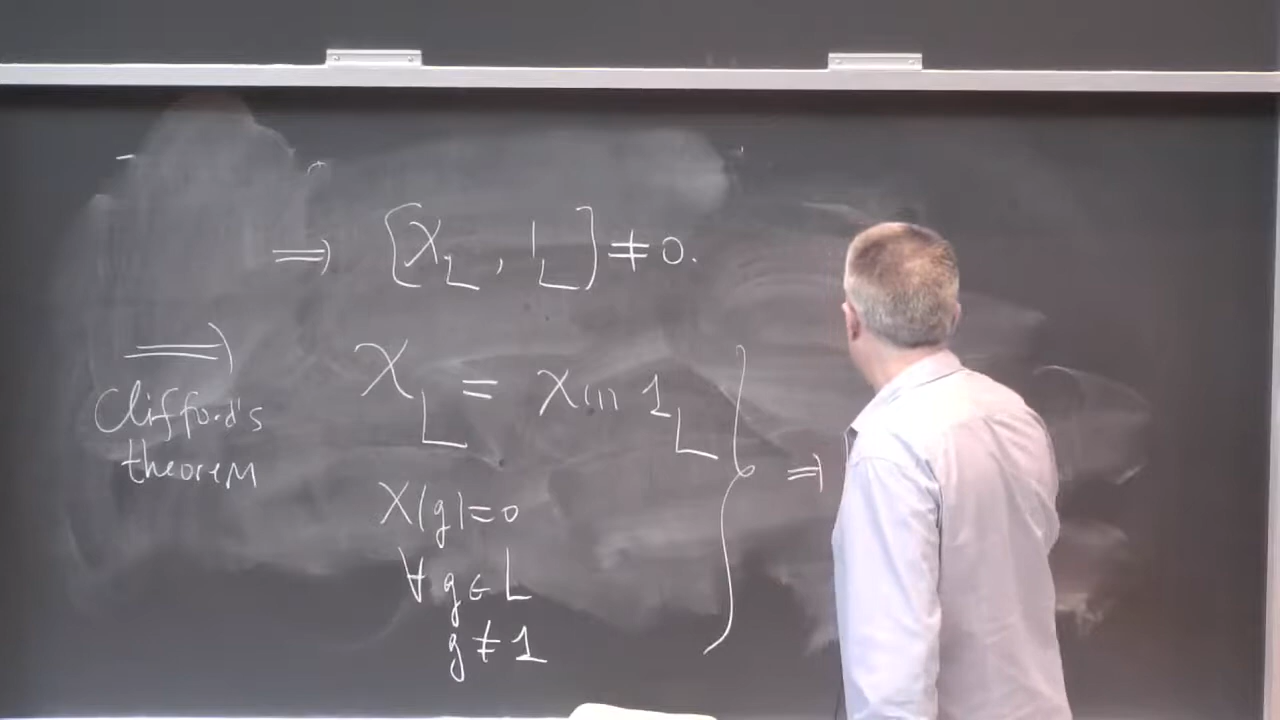 ⇒ [χ_L, 1_L] ≠ 0.
⇒ χ_L = χ(1) 1_L
Clifford's
theorem
χ(g) = 0
∀ g ∈ L
g ≠ 1
} ⇒